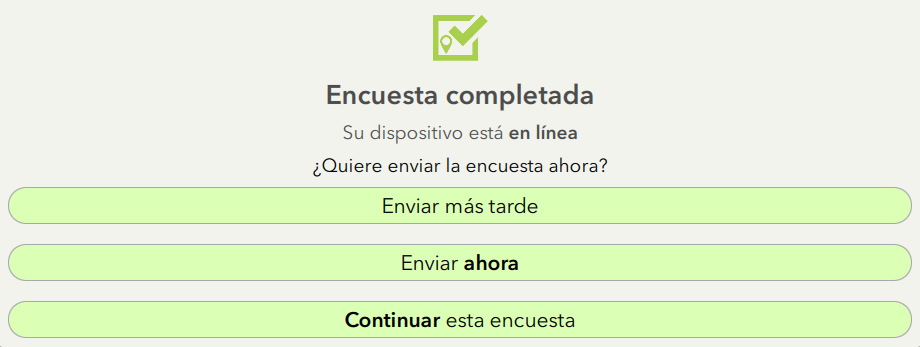 Encuesta completada
Su dispositivo está en línea
¿Quiere enviar la encuesta ahora?
Enviar más tarde
Enviar ahora
Continuar esta encuesta